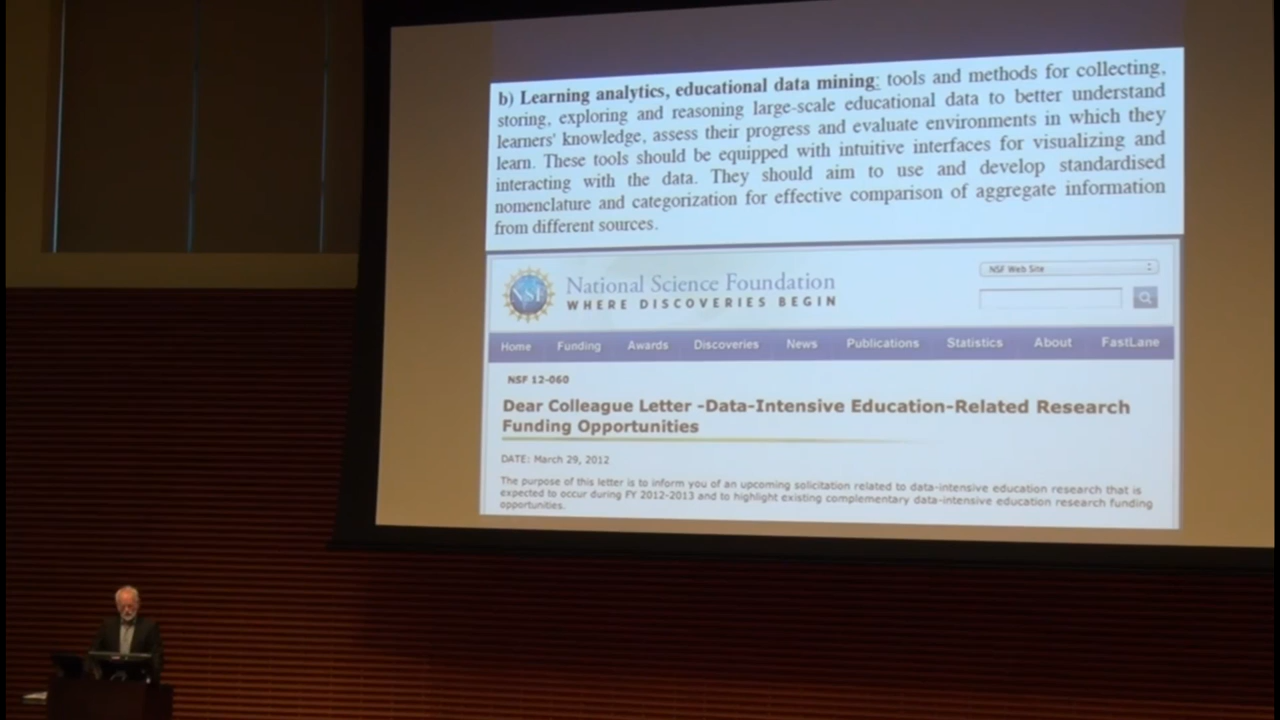 b) Learning analytics, educational data mining: tools and methods for collecting,
storing, exploring and reasoning large-scale educational data to better understand
learners' knowledge, assess their progress and evaluate environments in which they
learn. These tools should be equipped with intuitive interfaces for visualizing and
interacting with the data. They should aim to use and develop standardised
nomenclature and categorization for effective comparison of aggregate information
from different sources.
NSF
National Science Foundation
WHERE DISCOVERIES BEGIN
NSF Web Site
Home Funding Awards Discoveries News Publications Statistics About FastLane
NSF 12-060
Dear Colleague Letter -Data-Intensive Education-Related Research
Funding Opportunities
DATE: March 29, 2012
The purpose of this letter is to inform you of an upcoming solicitation related to data-intensive education research that is
expected to occur during FY 2012-2013 and to highlight existing complementary data-intensive education research funding
opportunities.